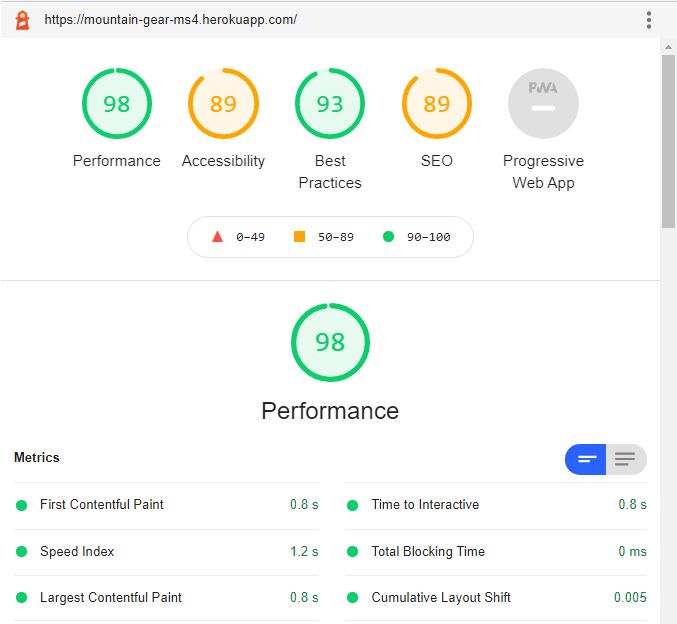 https://mountain-gear-ms4.herokuapp.com/
98 89 93 89 PWA
Performance Accessibility Best Practices SEO Progressive Web App
0–49 50–89 90–100
98
Performance
Metrics
First Contentful Paint 0.8 s
Time to Interactive 0.8 s
Speed Index 1.2 s
Total Blocking Time 0 ms
Largest Contentful Paint 0.8 s
Cumulative Layout Shift 0.005